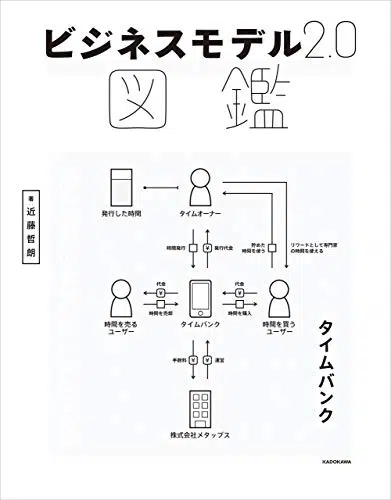 ビジネスモデル2.0
図鑑
著 近藤哲朗
発行した時間
タイムオーナー
時間発行
¥
発行代金
貯めた
時間を使う
リワードとして専門家
の時間を使える
代金
¥
時間を売却
代金
¥
時間を購入
時間を売る
ユーザー
タイムバンク
時間を買う
ユーザー
手数料
¥
¥
運営
株式会社メタップス
タイムバンク
KADOKAWA